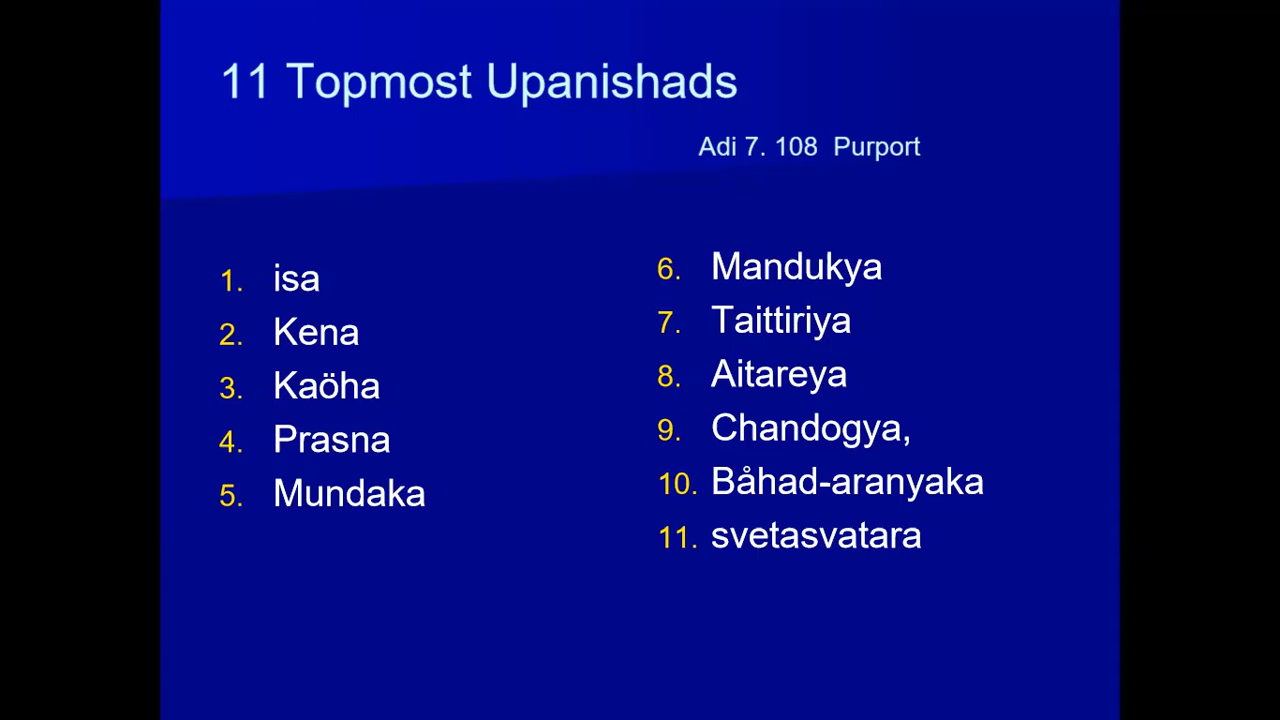 11 Topmost Upanishads
Adi 7. 108 Purport
1. isa
2. Kena
3. Kaöha
4. Prasna
5. Mundaka
6. Mandukya
7. Taittiriya
8. Aitareya
9. Chandogya,
10. Båhad-aranyaka
11. svetasvatara